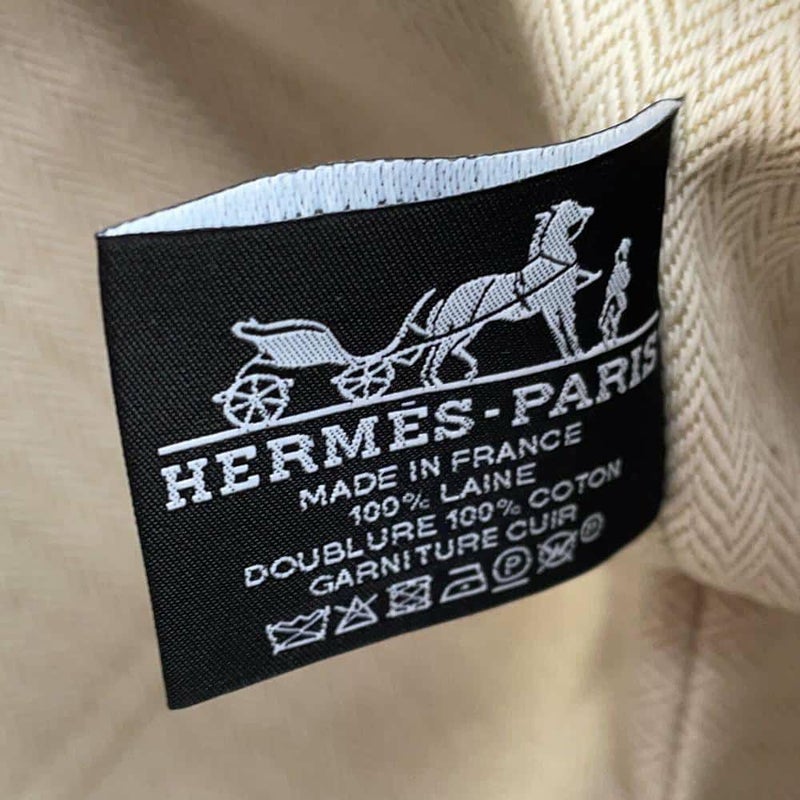 HERMÈS-PARIS
MADE IN FRANCE
100% LAINE
DOUBLURE 100% COTON
GARNITURE CUIR
P W